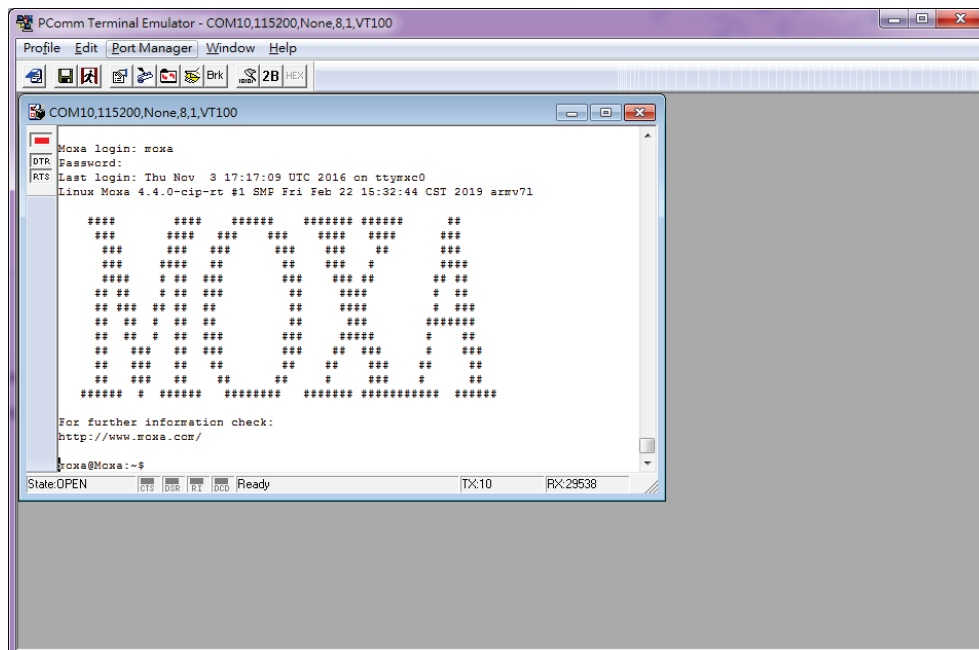 PComm Terminal Emulator - COM10,115200,None,8,1,VT100
Profile Edit Port Manager Window Help
Brk 2B HEX
COM10,115200,None,8,1,VT100
DTR
RTS
Moxa login: moxa
Password:
Last login: Thu Nov  3 17:17:09 UTC 2016 on ttymxc0
Linux Moxa 4.4.0-cip-rt #1 SMP Fri Feb 22 15:32:44 CST 2019 armv7l
MOXA
For further information check:
http://www.moxa.com/
moxa@Moxa:~$
State:OPEN CTS DSR RI DCD Ready TX:10 RX:29538